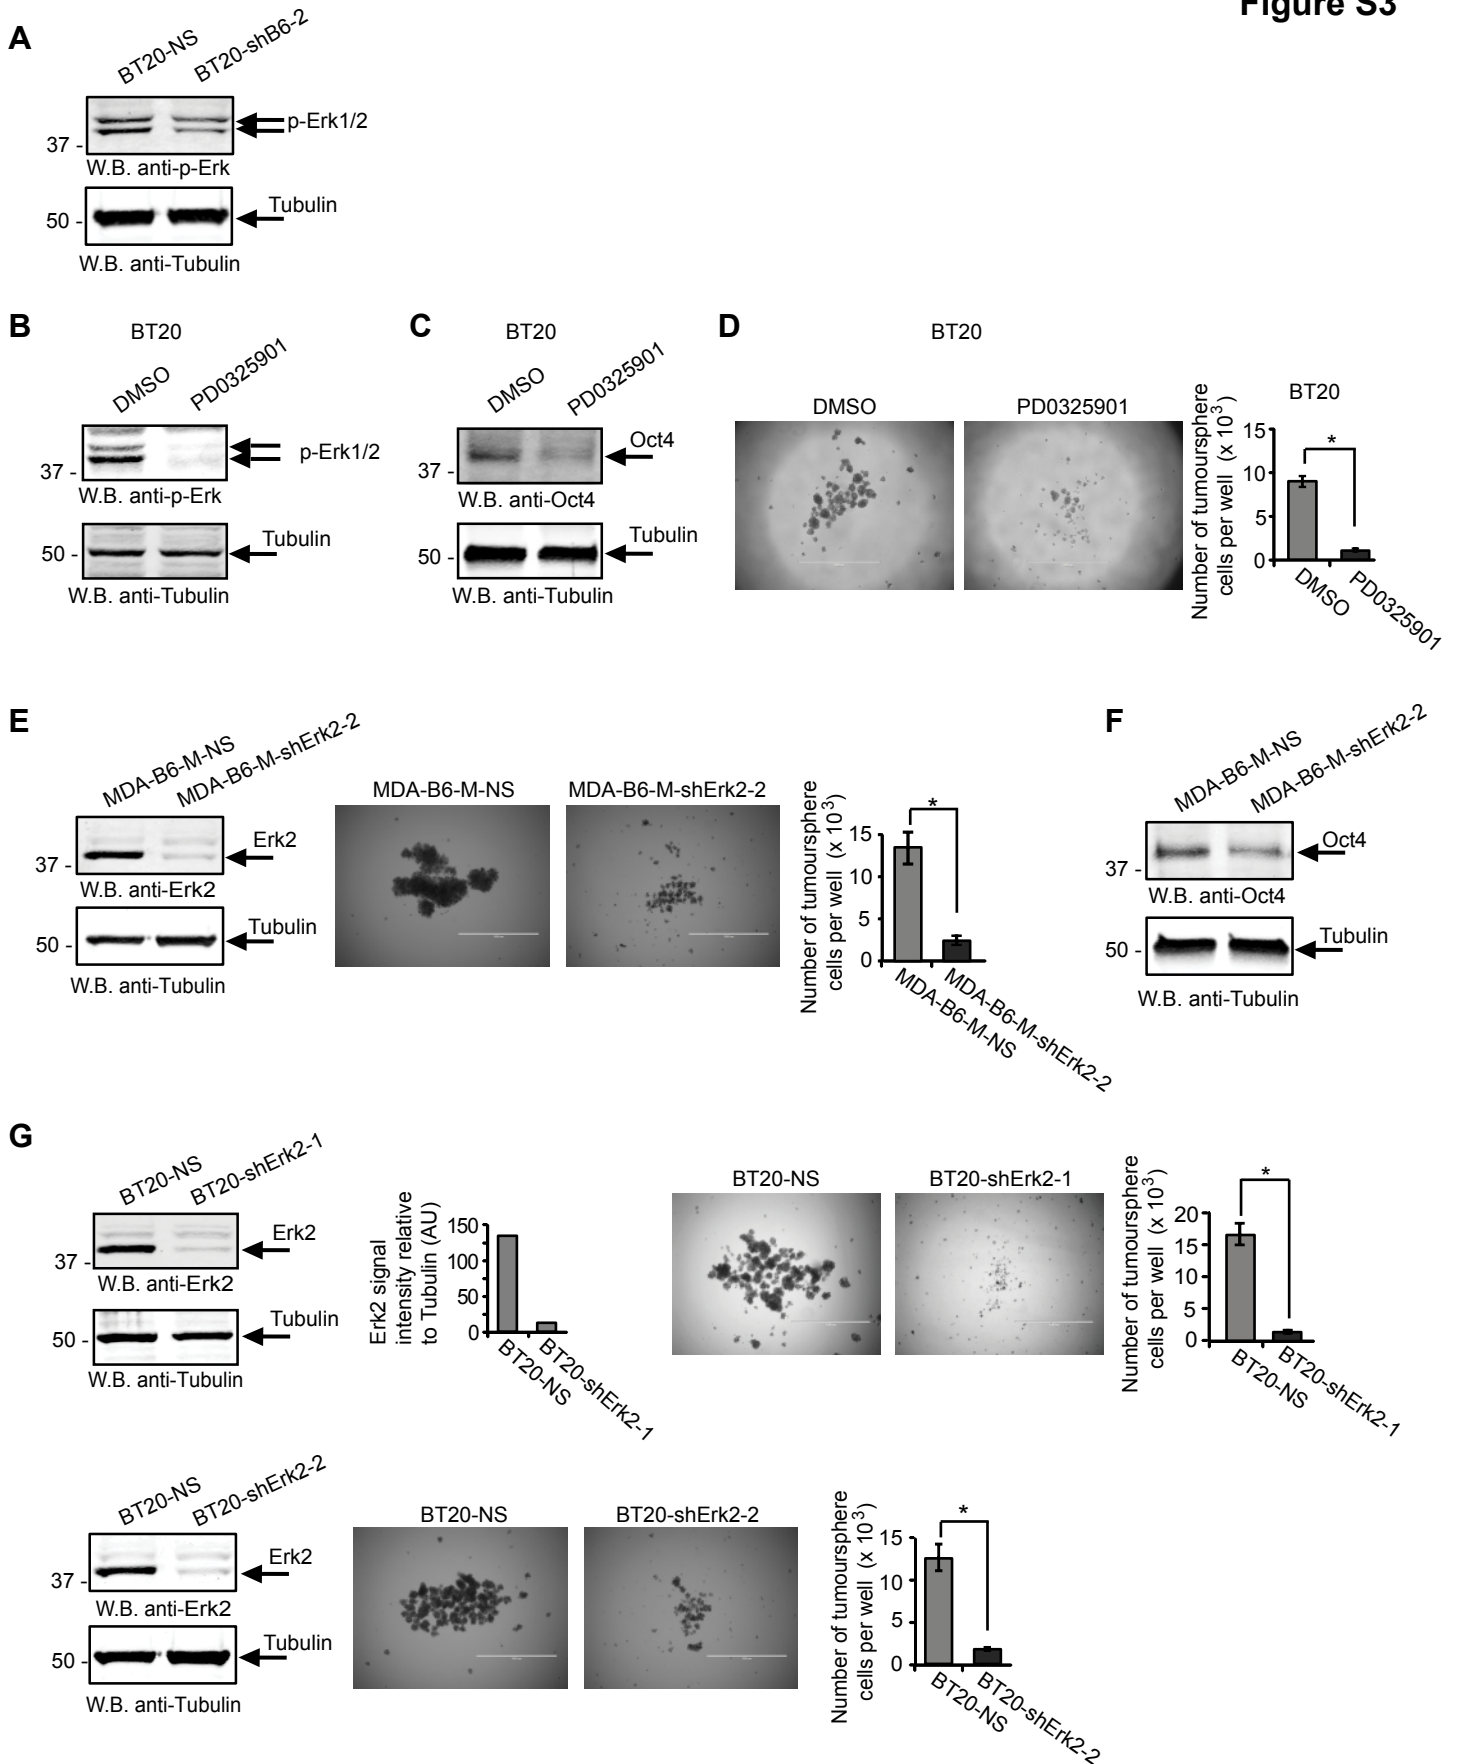 Figure S3
A
BT20-NS
BT20-shB6-2
p-Erk1/2
37 -
W.B. anti-p-Erk
Tubulin
50 -
W.B. anti-Tubulin
B
BT20
DMSO
PD0325901
p-Erk1/2
37 -
W.B. anti-p-Erk
Tubulin
50 -
W.B. anti-Tubulin
C
BT20
DMSO
PD0325901
Oct4
37 -
W.B. anti-Oct4
Tubulin
50 -
W.B. anti-Tubulin
D
BT20
DMSO
PD0325901
BT20
Number of tumoursphere
cells per well (x 10³)
15
10
5
0
*
DMSO
PD0325901
E
MDA-B6-M-NS
MDA-B6-M-shErk2-2
Erk2
37 -
W.B. anti-Erk2
Tubulin
50 -
W.B. anti-Tubulin
MDA-B6-M-NS
MDA-B6-M-shErk2-2
Number of tumoursphere
cells per well (x 10³)
15
10
5
0
*
MDA-B6-M-NS
MDA-B6-M-shErk2-2
F
MDA-B6-M-NS
MDA-B6-M-shErk2-2
Oct4
37 -
W.B. anti-Oct4
Tubulin
50 -
W.B. anti-Tubulin
G
BT20-NS
BT20-shErk2-1
Erk2
37 -
W.B. anti-Erk2
Tubulin
50 -
W.B. anti-Tubulin
Erk2 signal
intensity relative
to Tubulin (AU)
150
100
50
0
BT20-NS
BT20-shErk2-1
BT20-NS
BT20-shErk2-1
Number of tumoursphere
cells per well (x 10³)
20
15
10
5
0
*
BT20-NS
BT20-shErk2-1
BT20-NS
BT20-shErk2-2
Erk2
37 -
W.B. anti-Erk2
Tubulin
50 -
W.B. anti-Tubulin
BT20-NS
BT20-shErk2-2
Number of tumoursphere
cells per well (x 10³)
15
10
5
0
*
BT20-NS
BT20-shErk2-2